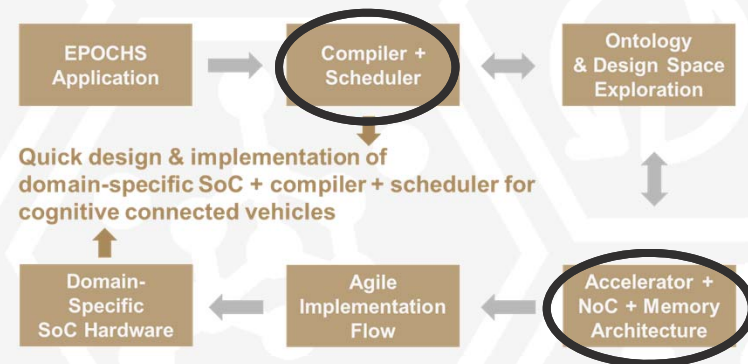 EPOCHS
Application
Compiler +
Scheduler
Ontology
& Design Space
Exploration
Quick design & implementation of
domain-specific SoC + compiler + scheduler for
cognitive connected vehicles
Domain-
Specific
SoC Hardware
Agile
Implementation
Flow
Accelerator +
NoC + Memory
Architecture